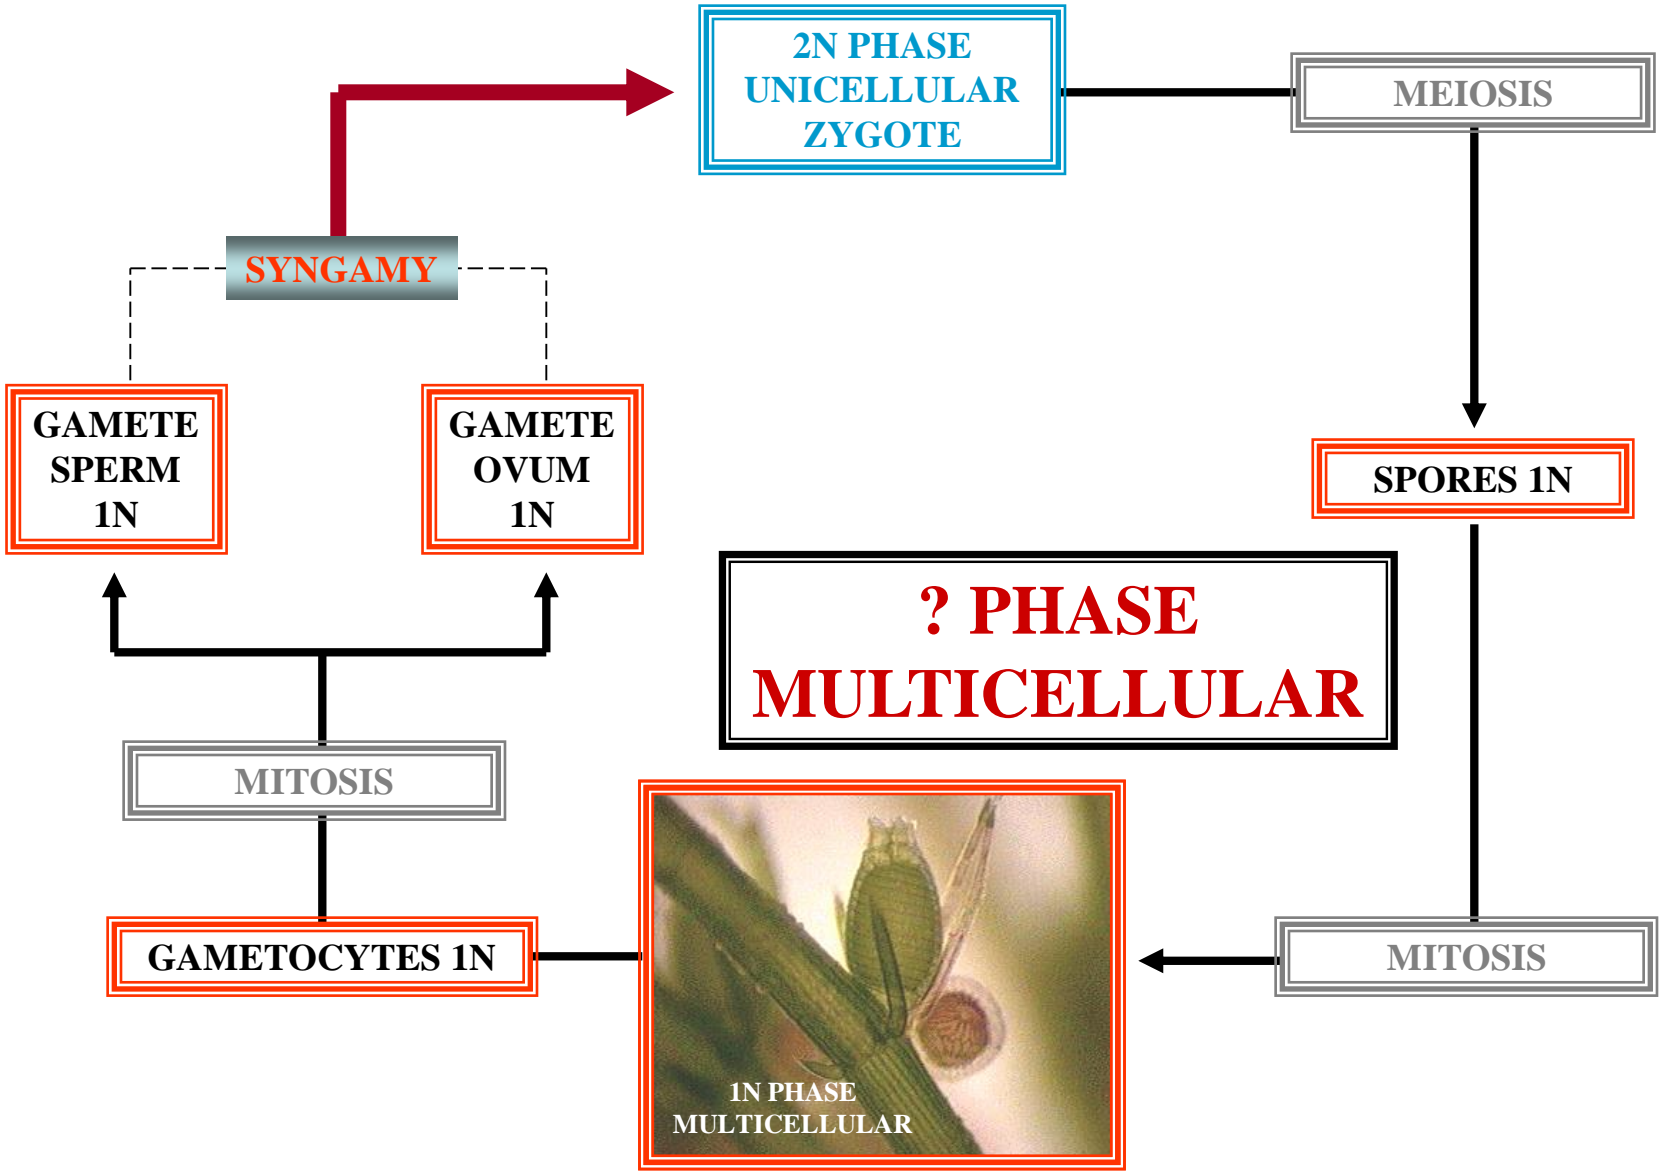 2N PHASE
UNICELLULAR
ZYGOTE
MEIOSIS
SYNGAMY
GAMETE
SPERM
1N
GAMETE
OVUM
1N
SPORES 1N
? PHASE
MULTICELLULAR
MITOSIS
GAMETOCYTES 1N
MITOSIS
1N PHASE
MULTICELLULAR